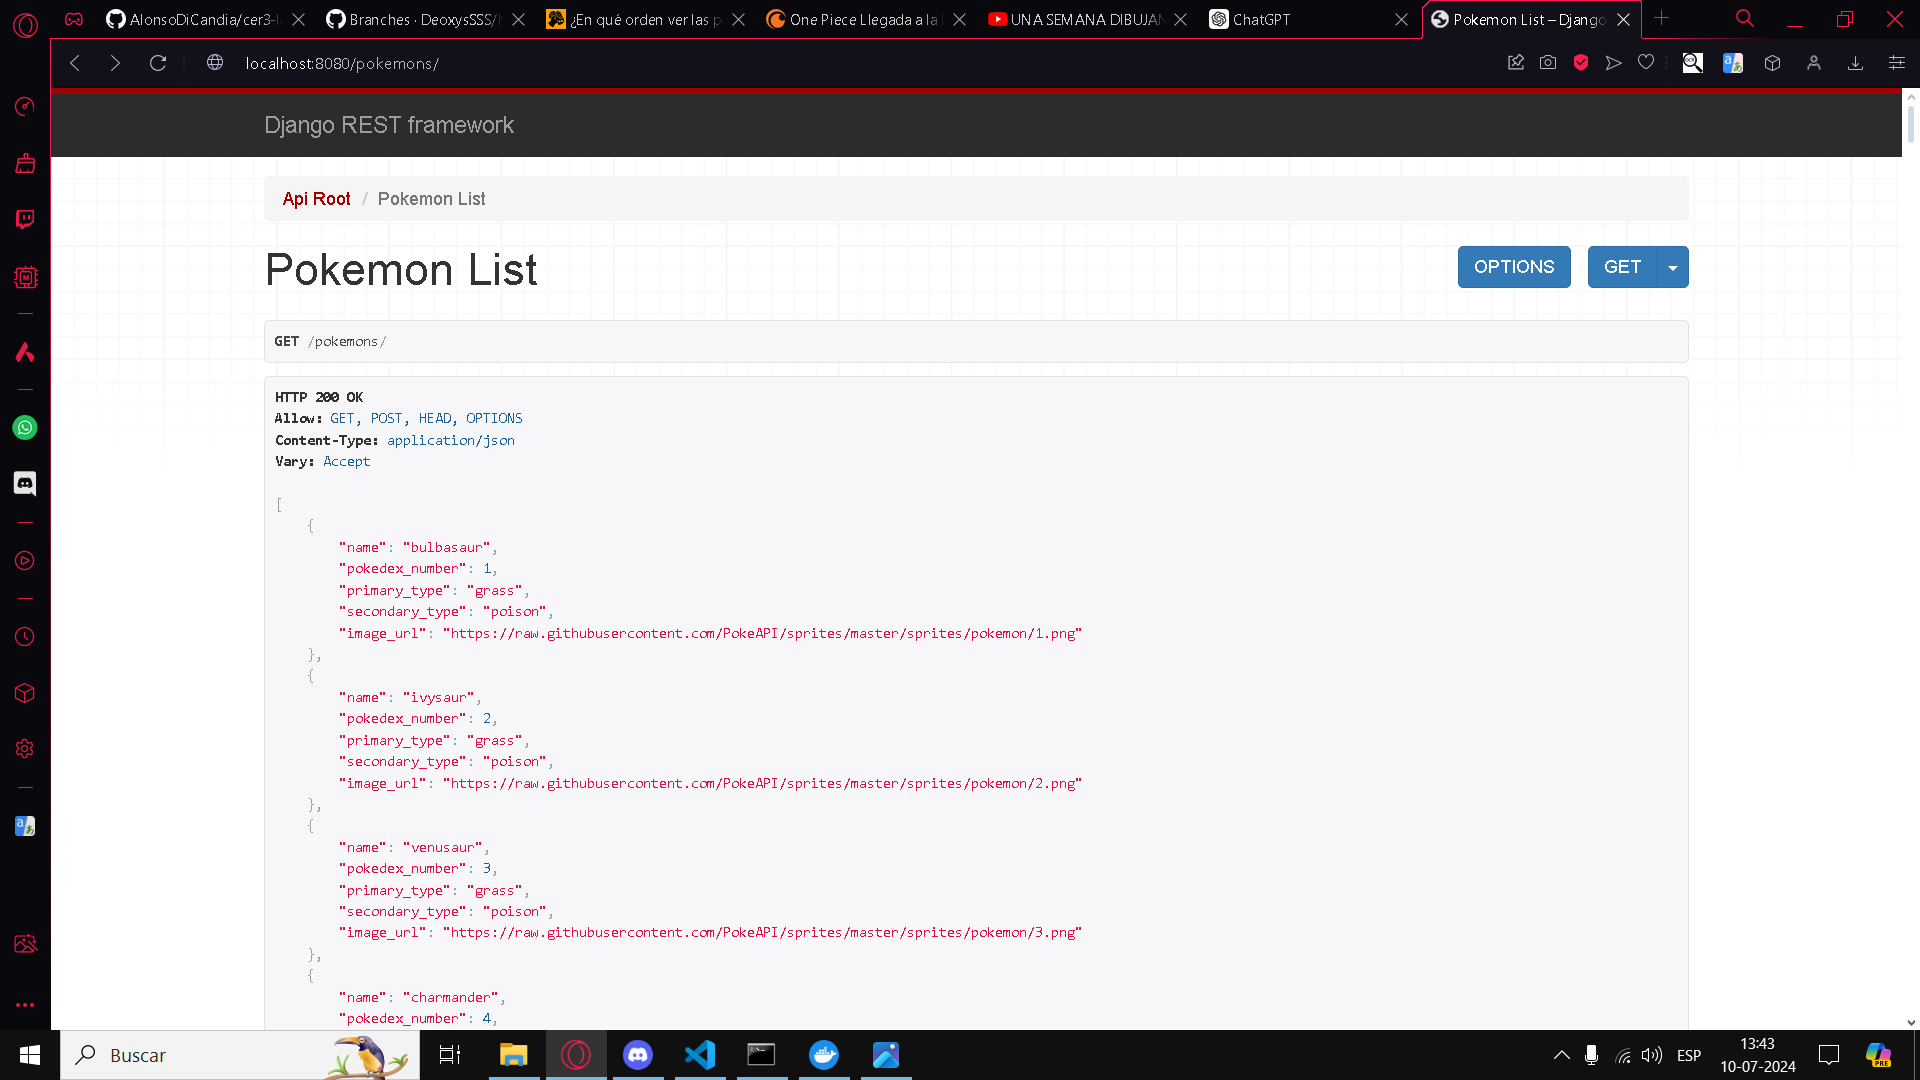 AlonsoDiCandia/cer3-l
Branches · DeoxysSSS/
¿En qué orden ver las p
One Piece Llegada a la
UNA SEMANA DIBUJAN
ChatGPT
Pokemon List – Django
localhost:8080/pokemons/
Django REST framework
Api Root / Pokemon List
Pokemon List
OPTIONS
GET
GET /pokemons/
HTTP 200 OK
Allow: GET, POST, HEAD, OPTIONS
Content-Type: application/json
Vary: Accept
[
{
"name": "bulbasaur",
"pokedex_number": 1,
"primary_type": "grass",
"secondary_type": "poison",
"image_url": "https://raw.githubusercontent.com/PokeAPI/sprites/master/sprites/pokemon/1.png"
},
{
"name": "ivysaur",
"pokedex_number": 2,
"primary_type": "grass",
"secondary_type": "poison",
"image_url": "https://raw.githubusercontent.com/PokeAPI/sprites/master/sprites/pokemon/2.png"
},
{
"name": "venusaur",
"pokedex_number": 3,
"primary_type": "grass",
"secondary_type": "poison",
"image_url": "https://raw.githubusercontent.com/PokeAPI/sprites/master/sprites/pokemon/3.png"
},
{
"name": "charmander",
"pokedex_number": 4,
Buscar
ESP
13:43
10-07-2024
PRE